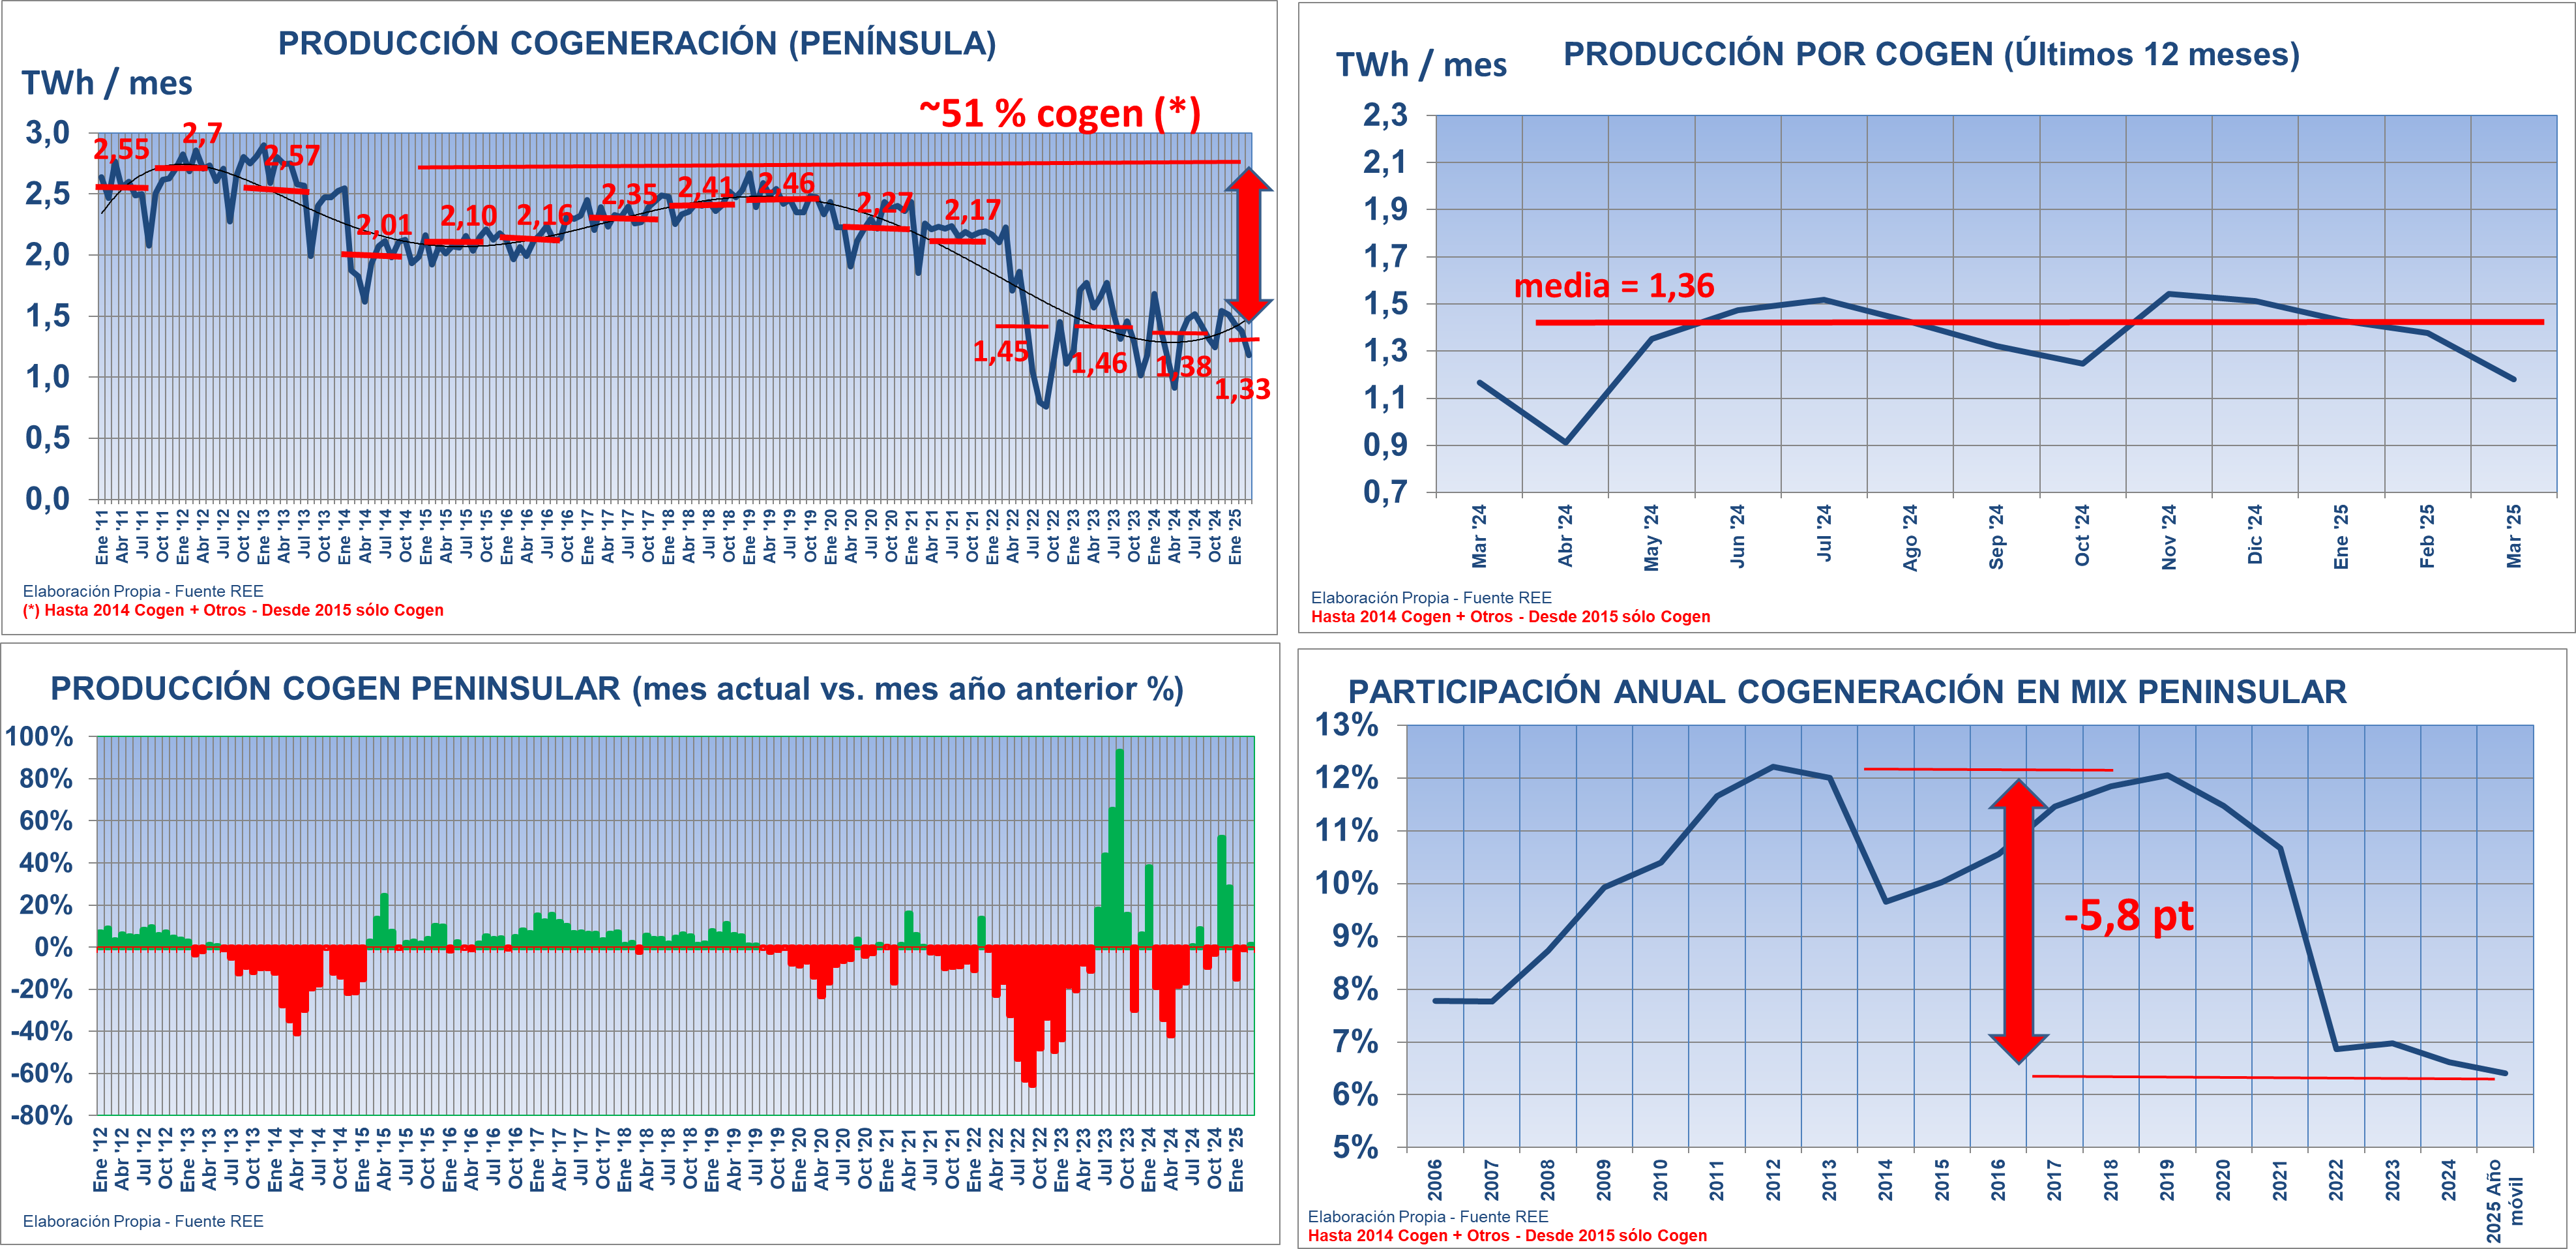 PRODUCCIÓN COGENERACIÓN (PENÍNSULA)
TWh / mes
~51 % cogen (*)
3,0
2,5
2,0
1,5
1,0
0,5
0,0
2,55
2,7
2,57
2,01
2,10
2,16
2,35
2,41
2,46
2,27
2,17
1,45
1,46
1,38
1,33
Ene '11
Abr '11
Jul '11
Oct '11
Ene '12
Abr '12
Jul '12
Oct '12
Ene '13
Abr '13
Jul '13
Oct '13
Ene '14
Abr '14
Jul '14
Oct '14
Ene '15
Abr '15
Jul '15
Oct '15
Ene '16
Abr '16
Jul '16
Oct '16
Ene '17
Abr '17
Jul '17
Oct '17
Ene '18
Abr '18
Jul '18
Oct '18
Ene '19
Abr '19
Jul '19
Oct '19
Ene '20
Abr '20
Jul '20
Oct '20
Ene '21
Abr '21
Jul '21
Oct '21
Ene '22
Abr '22
Jul '22
Oct '22
Ene '23
Abr '23
Jul '23
Oct '23
Ene '24
Abr '24
Jul '24
Oct '24
Ene '25
Elaboración Propia - Fuente REE
(*) Hasta 2014 Cogen + Otros - Desde 2015 sólo Cogen
TWh / mes
PRODUCCIÓN POR COGEN (Últimos 12 meses)
2,3
2,1
1,9
1,7
1,5
1,3
1,1
0,9
0,7
media = 1,36
Mar '24
Abr '24
May '24
Jun '24
Jul '24
Ago '24
Sep '24
Oct '24
Nov '24
Dic '24
Ene '25
Feb '25
Mar '25
Elaboración Propia - Fuente REE
Hasta 2014 Cogen + Otros - Desde 2015 sólo Cogen
PRODUCCIÓN COGEN PENINSULAR (mes actual vs. mes año anterior %)
100%
80%
60%
40%
20%
0%
-20%
-40%
-60%
-80%
Ene '12
Abr '12
Jul '12
Oct '12
Ene '13
Abr '13
Jul '13
Oct '13
Ene '14
Abr '14
Jul '14
Oct '14
Ene '15
Abr '15
Jul '15
Oct '15
Ene '16
Abr '16
Jul '16
Oct '16
Ene '17
Abr '17
Jul '17
Oct '17
Ene '18
Abr '18
Jul '18
Oct '18
Ene '19
Abr '19
Jul '19
Oct '19
Ene '20
Abr '20
Jul '20
Oct '20
Ene '21
Abr '21
Jul '21
Oct '21
Ene '22
Abr '22
Jul '22
Oct '22
Ene '23
Abr '23
Jul '23
Oct '23
Ene '24
Abr '24
Jul '24
Oct '24
Ene '25
Elaboración Propia - Fuente REE
PARTICIPACIÓN ANUAL COGENERACIÓN EN MIX PENINSULAR
13%
12%
11%
10%
9%
8%
7%
6%
5%
-5,8 pt
2006
2007
2008
2009
2010
2011
2012
2013
2014
2015
2016
2017
2018
2019
2020
2021
2022
2023
2024
2025 Año
móvil
Elaboración Propia - Fuente REE
Hasta 2014 Cogen + Otros - Desde 2015 sólo Cogen